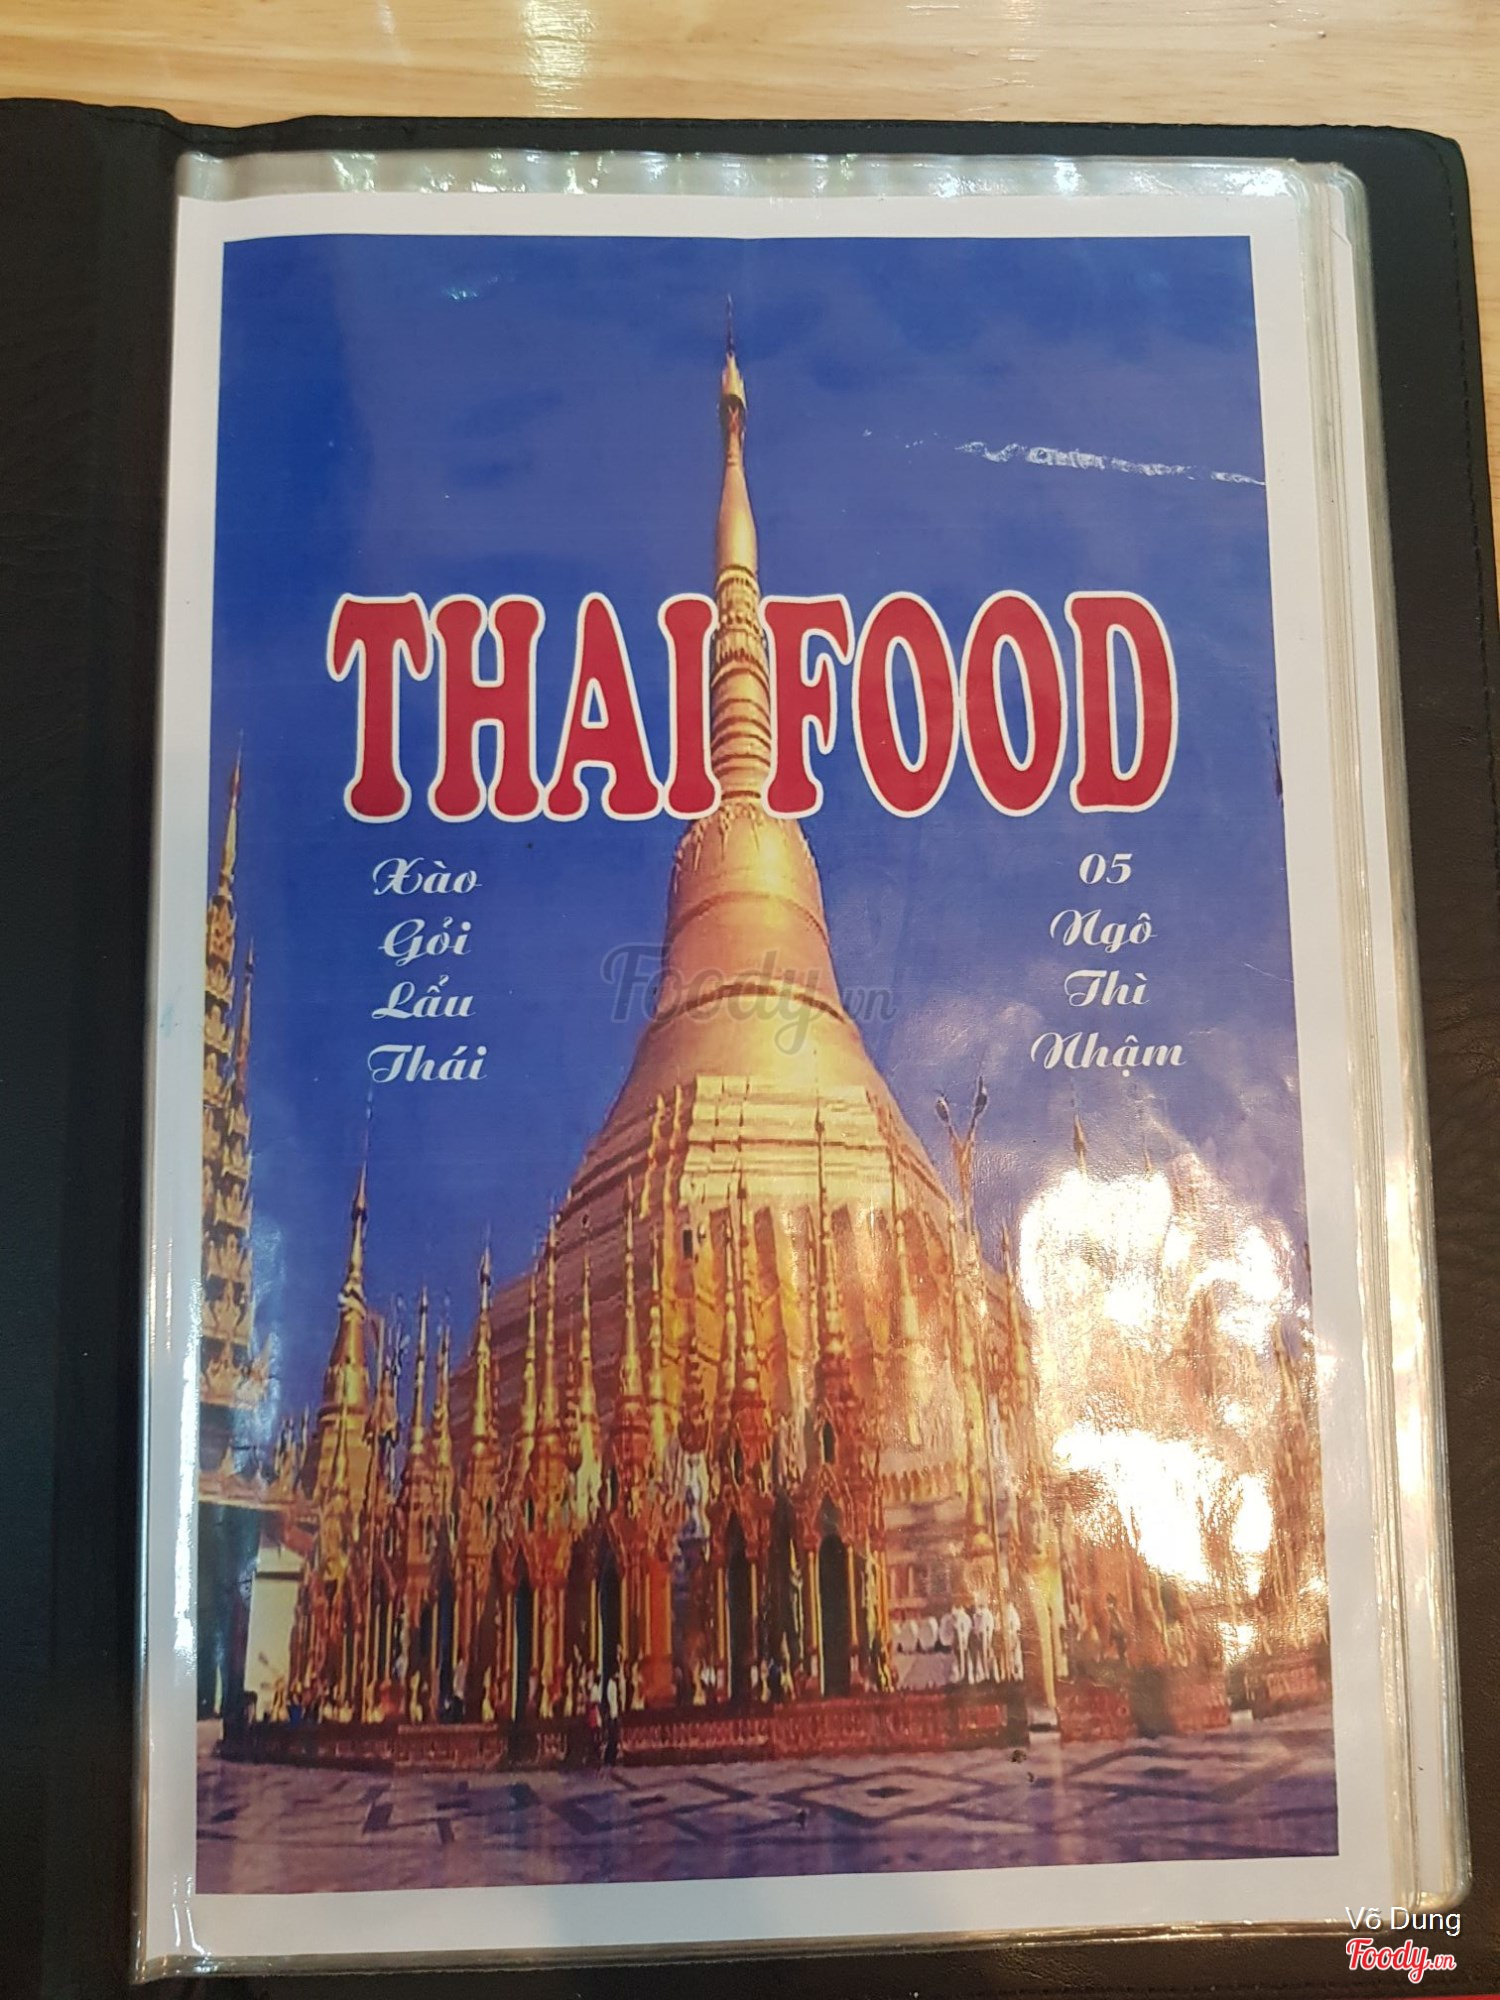 THAI FOOD
Xào
Gỏi
Lẩu
Thái
05
Ngô
Thì
Nhậm
Foody.vn
Võ Dung
Foody.vn